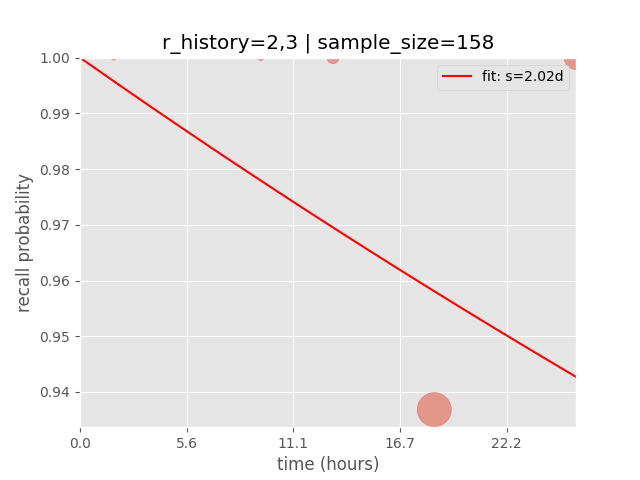 r_history=2,3 | sample_size=158
fit: s=2.02d
recall probability
1.00
0.99
0.98
0.97
0.96
0.95
0.94
0.0 5.6 11.1 16.7 22.2
time (hours)